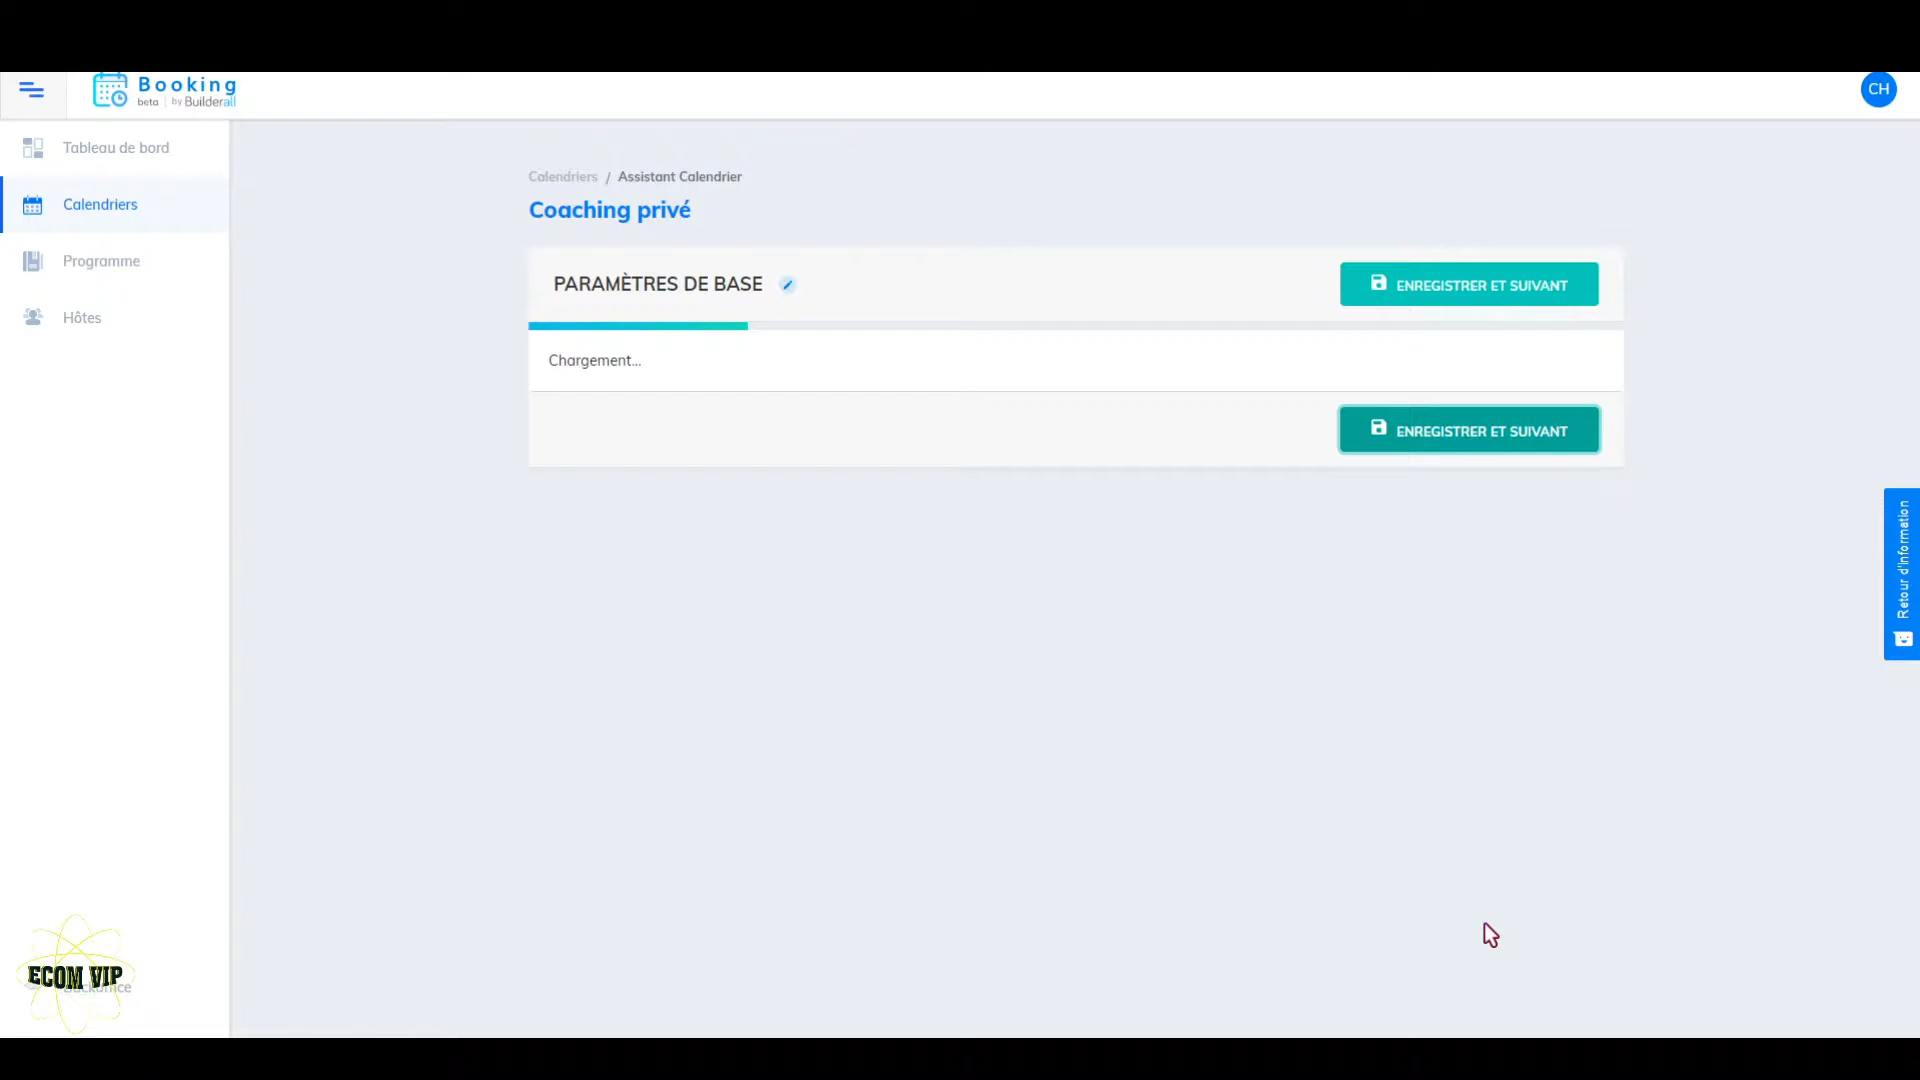 Booking
beta | by Builderall
CH
Tableau de bord
Calendriers
Programme
Hôtes
Calendriers / Assistant Calendrier
Coaching privé
PARAMÈTRES DE BASE
ENREGISTRER ET SUIVANT
Chargement...
ENREGISTRER ET SUIVANT
Retour d'information
ECOM VIP